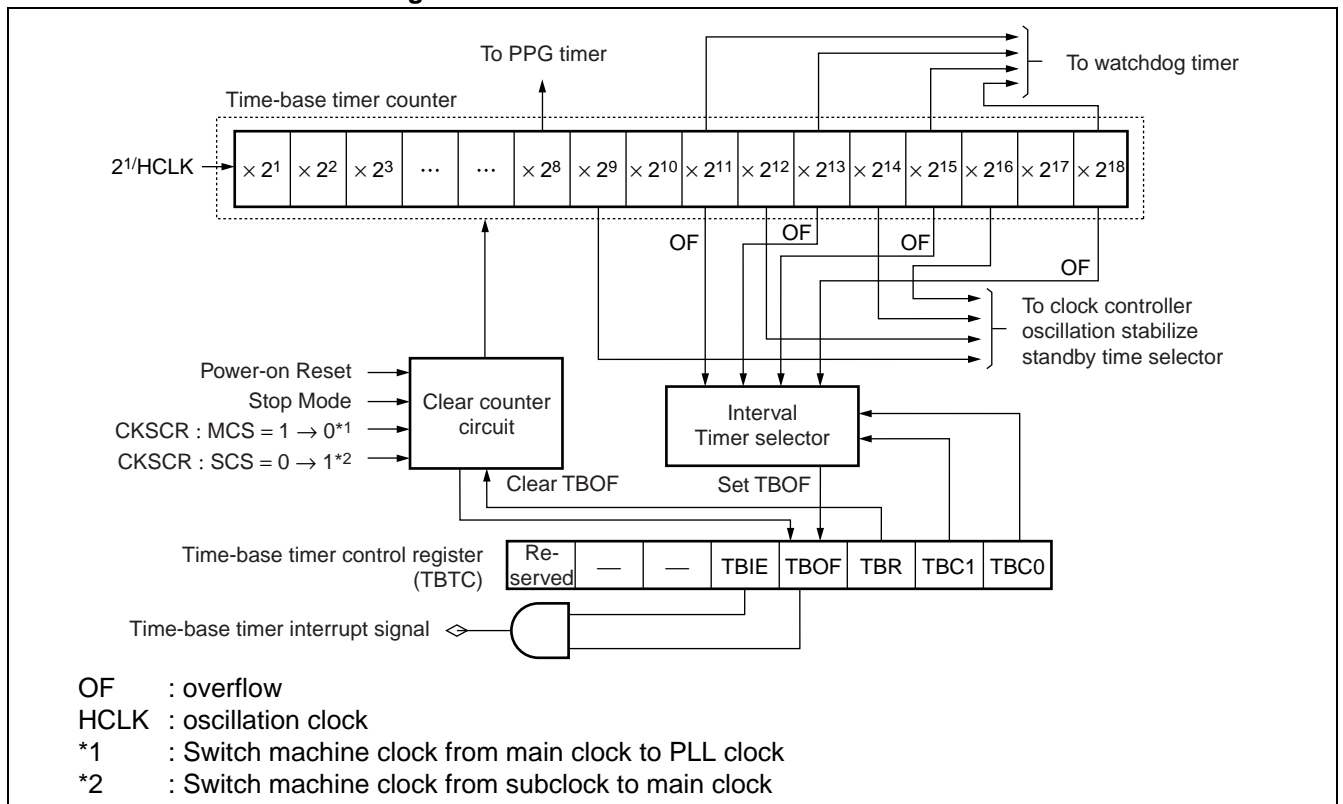 g
To PPG timer
To watchdog timer
Time-base timer counter
2¹/HCLK
× 2¹ × 2² × 2³ ... ... × 2⁸ × 2⁹ × 2¹⁰ × 2¹¹ × 2¹² × 2¹³ × 2¹⁴ × 2¹⁵ × 2¹⁶ × 2¹⁷ × 2¹⁸
OF OF OF OF
To clock controller
oscillation stabilize
standby time selector
Power-on Reset
Stop Mode
CKSCR : MCS = 1 → 0*1
CKSCR : SCS = 0 → 1*2
Clear counter
circuit
Interval
Timer selector
Clear TBOF
Set TBOF
Time-base timer control register
(TBTC)
Re-
served — — TBIE TBOF TBR TBC1 TBC0
Time-base timer interrupt signal
OF : overflow
HCLK : oscillation clock
*1 : Switch machine clock from main clock to PLL clock
*2 : Switch machine clock from subclock to main clock